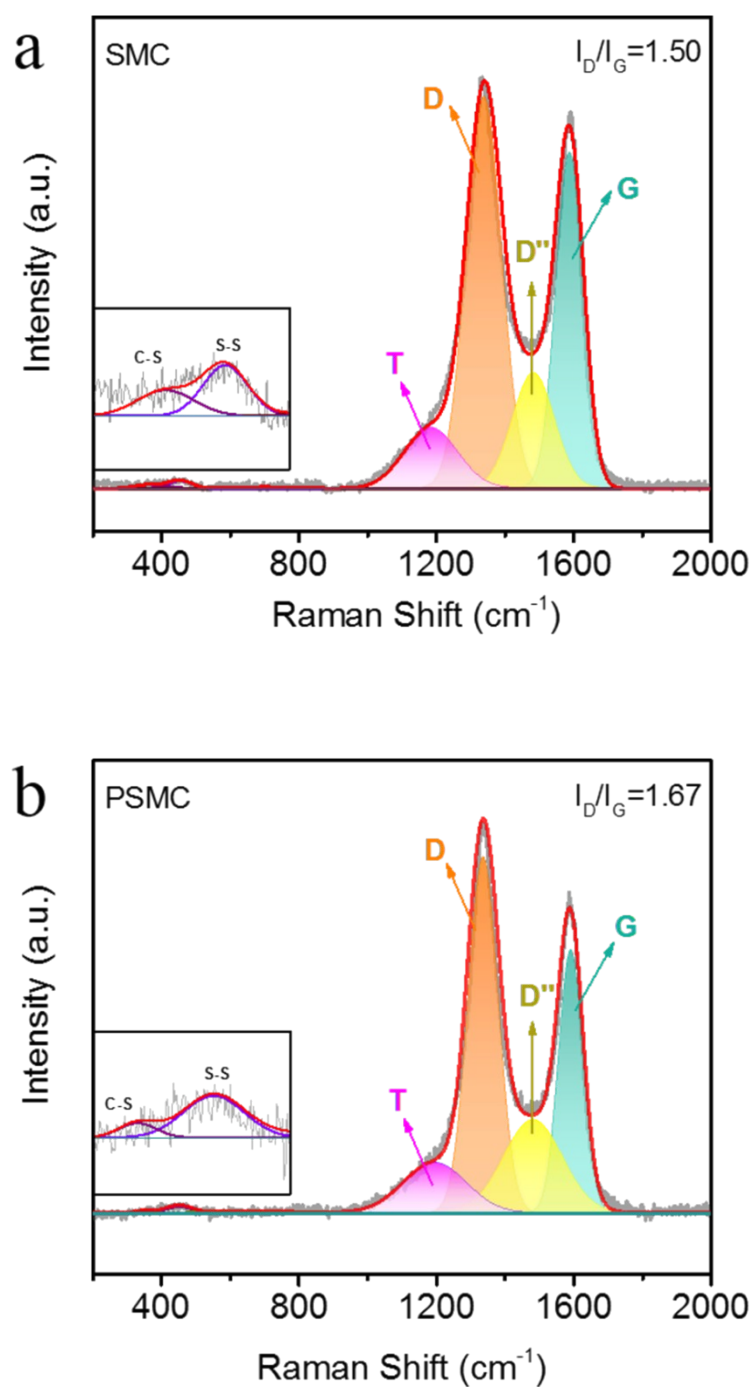 a
SMC
I_D/I_G=1.50
D
G
D"
T
C-S
S-S
Intensity (a.u.)
400
800
1200
1600
2000
Raman Shift (cm⁻¹)
b
PSMC
I_D/I_G=1.67
D
G
D"
T
C-S
S-S
Intensity (a.u.)
400
800
1200
1600
2000
Raman Shift (cm⁻¹)